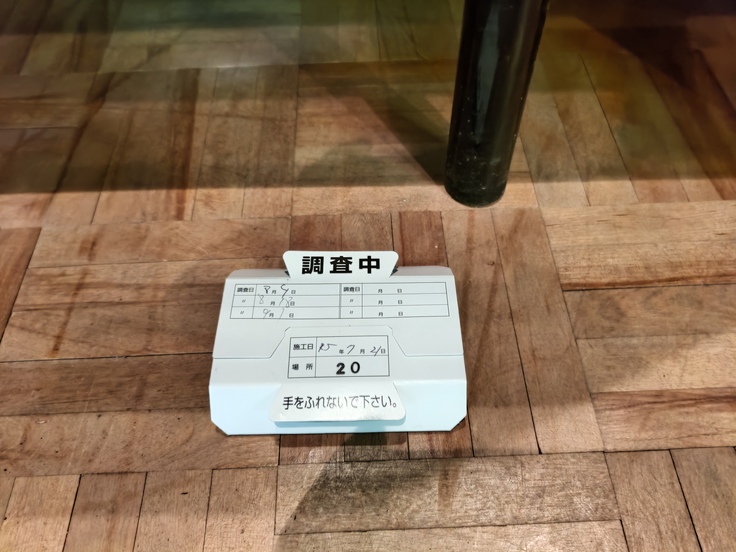 調査中
調査日 8月 日 調査日 月 日
〃 8月18日 〃 月 日
〃 9月 日 〃 月 日
施工日 R5年7月21日
場所 20
手をふれないで下さい。